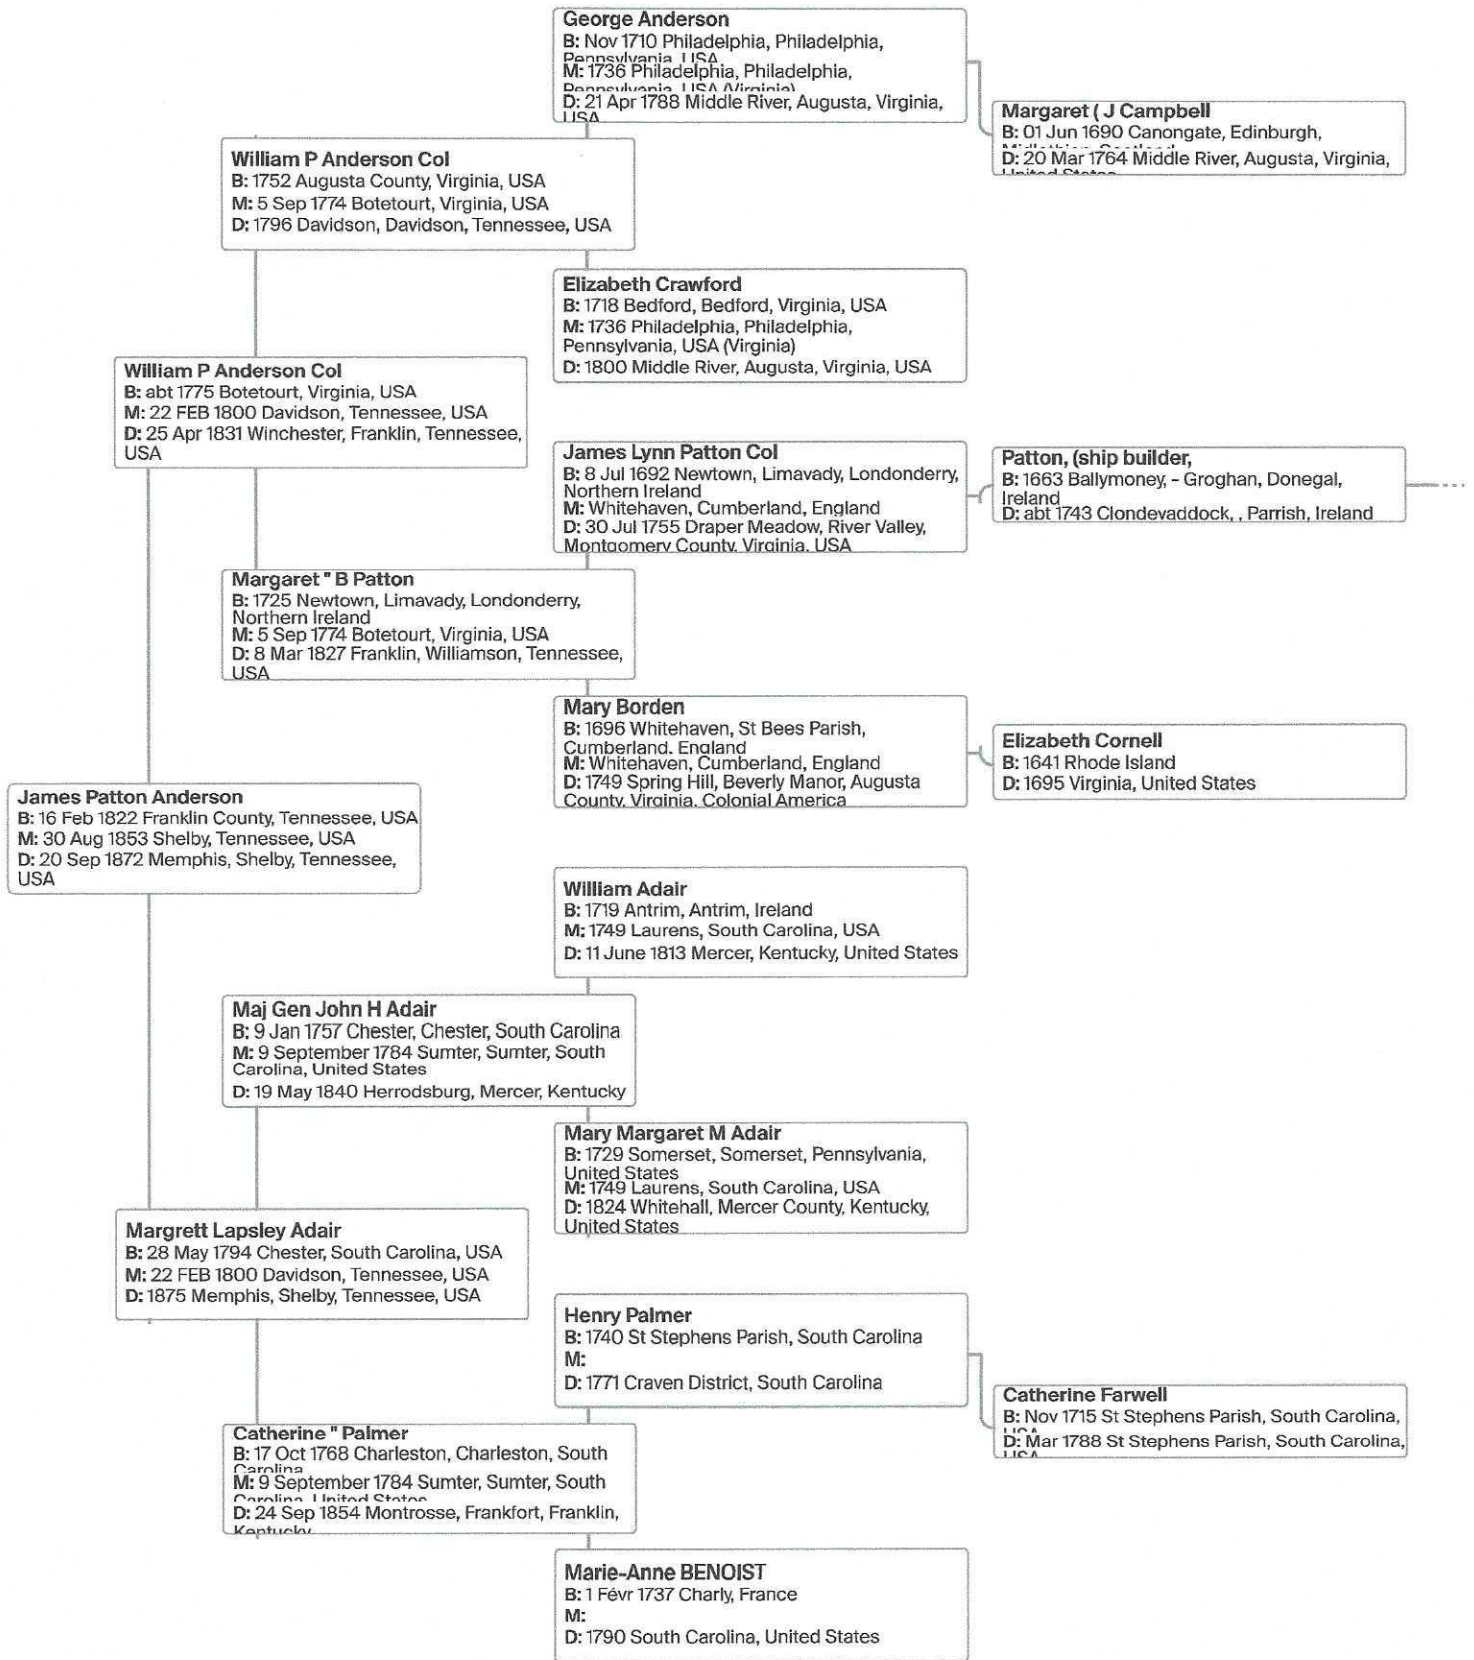 George Anderson
B: Nov 1710 Philadelphia, Philadelphia,
Pennsylvania, USA
M: 1736 Philadelphia, Philadelphia,
Pennsylvania, USA (Virginia)
D: 21 Apr 1788 Middle River, Augusta, Virginia,
USA
Margaret ( J Campbell
B: 01 Jun 1690 Canongate, Edinburgh,
Midlothian, Scotland
D: 20 Mar 1764 Middle River, Augusta, Virginia,
United States
William P Anderson Col
B: 1752 Augusta County, Virginia, USA
M: 5 Sep 1774 Botetourt, Virginia, USA
D: 1796 Davidson, Davidson, Tennessee, USA
Elizabeth Crawford
B: 1718 Bedford, Bedford, Virginia, USA
M: 1736 Philadelphia, Philadelphia,
Pennsylvania, USA (Virginia)
D: 1800 Middle River, Augusta, Virginia, USA
William P Anderson Col
B: abt 1775 Botetourt, Virginia, USA
M: 22 FEB 1800 Davidson, Tennessee, USA
D: 25 Apr 1831 Winchester, Franklin, Tennessee,
USA
James Lynn Patton Col
B: 8 Jul 1692 Newtown, Limavady, Londonderry,
Northern Ireland
M: Whitehaven, Cumberland, England
D: 30 Jul 1755 Draper Meadow, River Valley,
Montgomery County, Virginia, USA
Patton, (ship builder,
B: 1663 Ballymoney, - Groghan, Donegal,
Ireland
D: abt 1743 Clondevaddock, , Parrish, Ireland
Margaret " B Patton
B: 1725 Newtown, Limavady, Londonderry,
Northern Ireland
M: 5 Sep 1774 Botetourt, Virginia, USA
D: 8 Mar 1827 Franklin, Williamson, Tennessee,
USA
Mary Borden
B: 1696 Whitehaven, St Bees Parish,
Cumberland, England
M: Whitehaven, Cumberland, England
D: 1749 Spring Hill, Beverly Manor, Augusta
County, Virginia, Colonial America
Elizabeth Cornell
B: 1641 Rhode Island
D: 1695 Virginia, United States
James Patton Anderson
B: 16 Feb 1822 Franklin County, Tennessee, USA
M: 30 Aug 1853 Shelby, Tennessee, USA
D: 20 Sep 1872 Memphis, Shelby, Tennessee,
USA
William Adair
B: 1719 Antrim, Antrim, Ireland
M: 1749 Laurens, South Carolina, USA
D: 11 June 1813 Mercer, Kentucky, United States
Maj Gen John H Adair
B: 9 Jan 1757 Chester, Chester, South Carolina
M: 9 September 1784 Sumter, Sumter, South
Carolina, United States
D: 19 May 1840 Herrodsburg, Mercer, Kentucky
Mary Margaret M Adair
B: 1729 Somerset, Somerset, Pennsylvania,
United States
M: 1749 Laurens, South Carolina, USA
D: 1824 Whitehall, Mercer County, Kentucky,
United States
Margrett Lapsley Adair
B: 28 May 1794 Chester, South Carolina, USA
M: 22 FEB 1800 Davidson, Tennessee, USA
D: 1875 Memphis, Shelby, Tennessee, USA
Henry Palmer
B: 1740 St Stephens Parish, South Carolina
M:
D: 1771 Craven District, South Carolina
Catherine Farwell
B: Nov 1715 St Stephens Parish, South Carolina,
USA
D: Mar 1788 St Stephens Parish, South Carolina,
USA
Catherine " Palmer
B: 17 Oct 1768 Charleston, Charleston, South
Carolina
M: 9 September 1784 Sumter, Sumter, South
Carolina, United States
D: 24 Sep 1854 Montrosse, Frankfort, Franklin,
Kentucky
Marie-Anne BENOIST
B: 1 Févr 1737 Charly, France
M:
D: 1790 South Carolina, United States